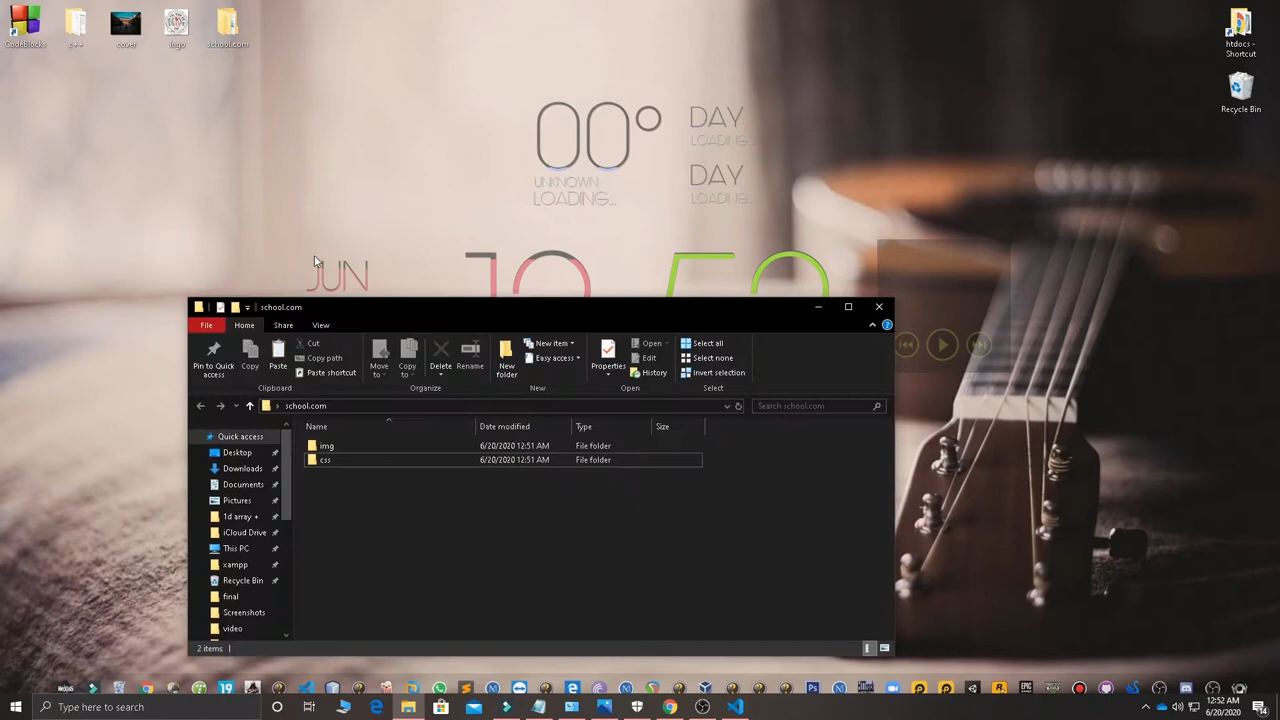 CodeBlocks
c++
cover
logo
school.com
htdocs -
Shortcut
Recycle Bin
00°
UNKNOWN
LOADING...
DAY
LOADING...
DAY
LOADING...
JUN
school.com
File
Home
Share
View
Pin to Quick
access
Copy
Paste
Cut
Copy path
Paste shortcut
Move
to
Copy
to
Delete
Rename
New
folder
New item
Easy access
Properties
Open
Edit
History
Select all
Select none
Invert selection
Clipboard
Organize
New
Open
Select
school.com
Search school.com
Name
Date modified
Type
Size
img
6/20/2020 12:51 AM
File folder
css
6/20/2020 12:51 AM
File folder
Quick access
Desktop
Downloads
Documents
Pictures
1d array +
iCloud Drive
This PC
xampp
Recycle Bin
final
Screenshots
video
2 items
Type here to search
12:52 AM
6/20/2020
14